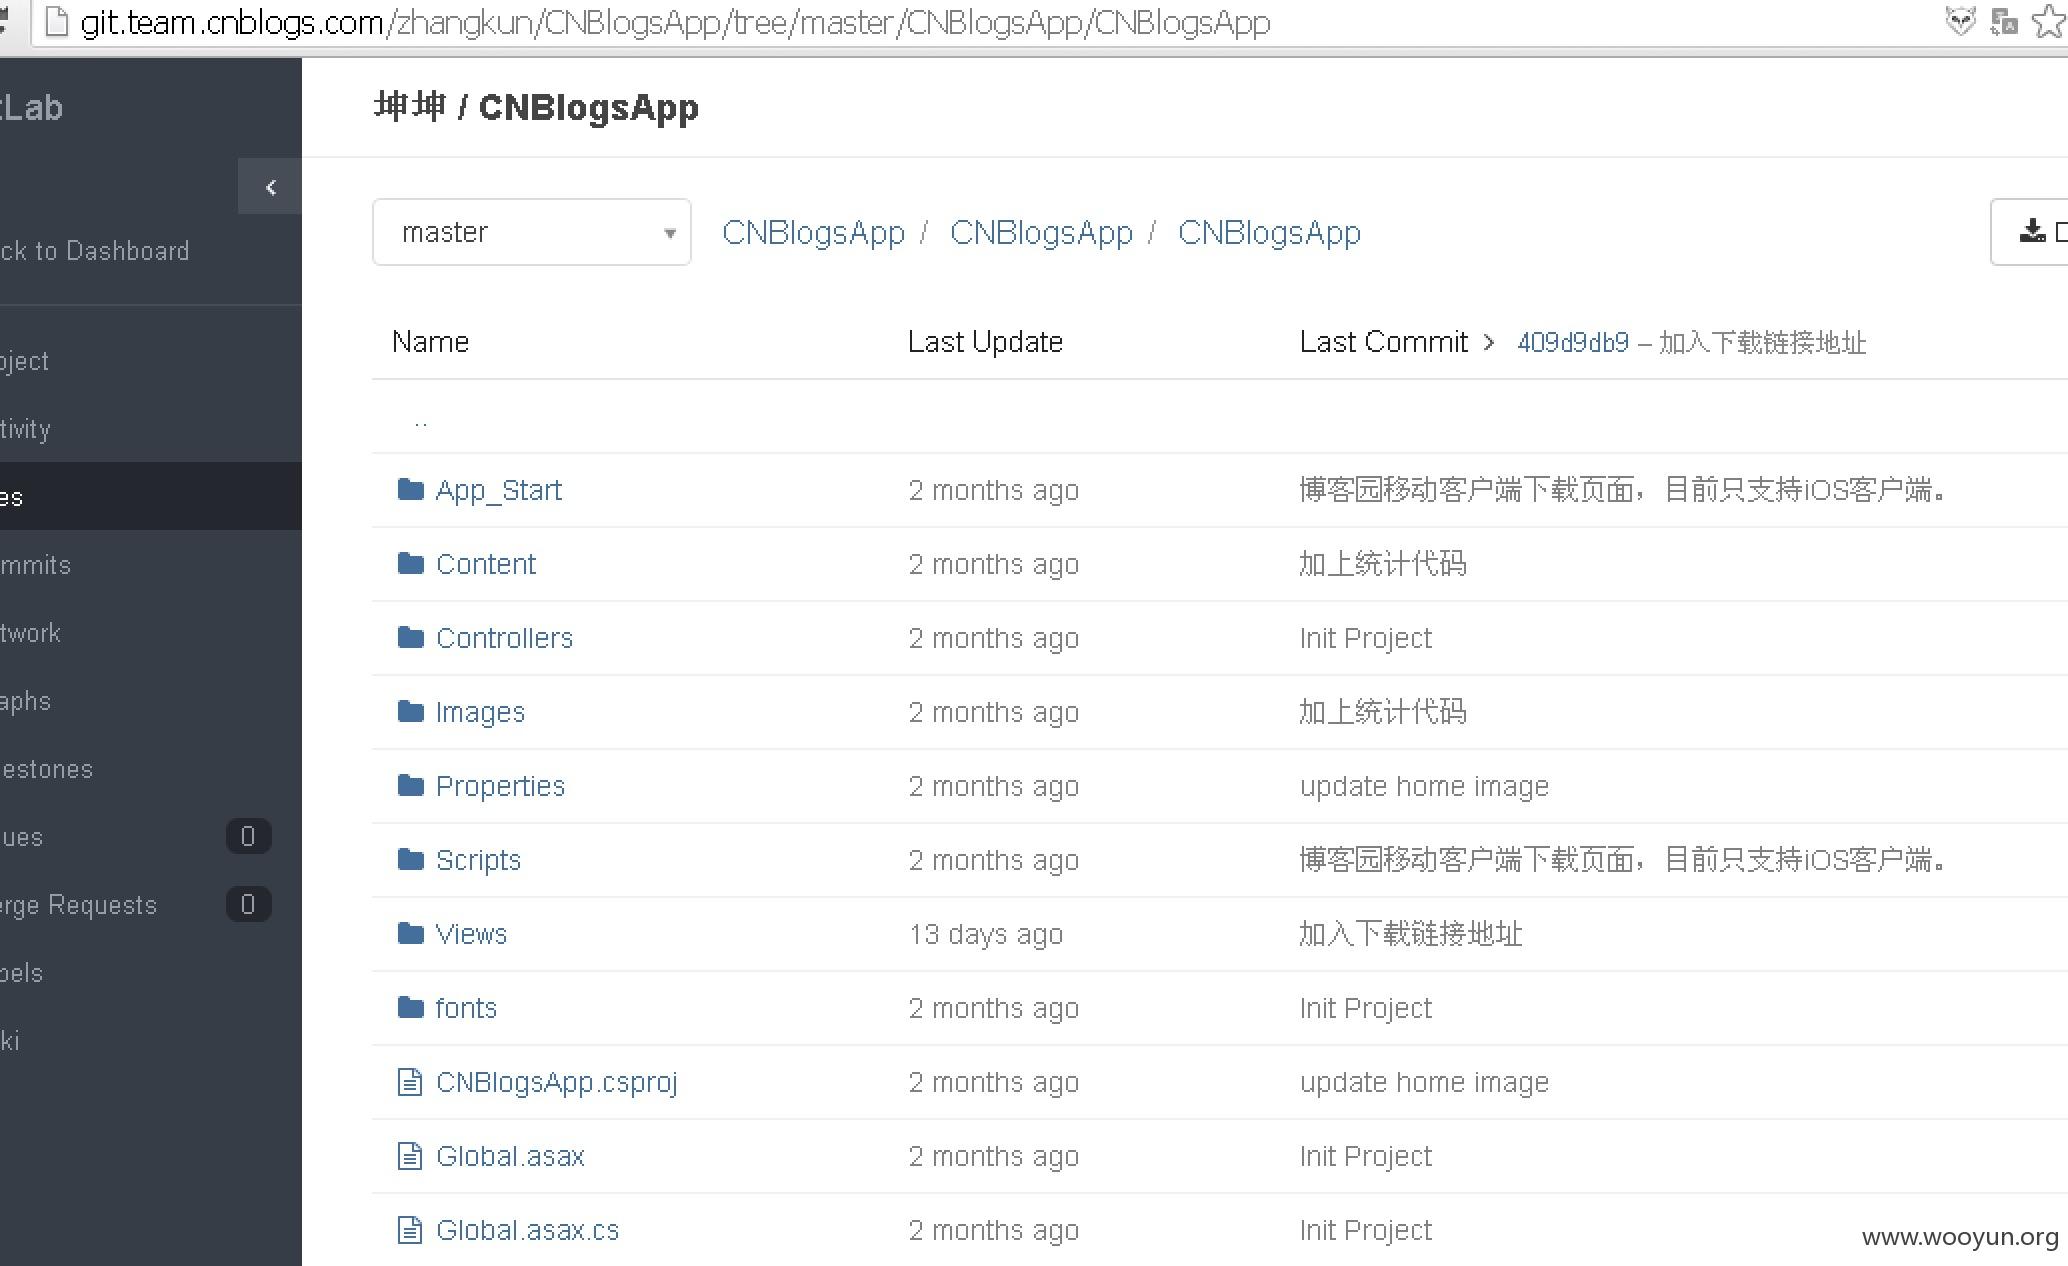 git.team.cnblogs.com/zhangkun/CNBlogsApp/tree/master/CNBlogsApp/CNBlogsApp
tLab
坤坤 / CNBlogsApp
ck to Dashboard
master
CNBlogsApp / CNBlogsApp / CNBlogsApp
Name Last Update Last Commit > 409d9db9 – 加入下载链接地址
..
App_Start 2 months ago 博客园移动客户端下载页面，目前只支持iOS客户端。
Content 2 months ago 加上统计代码
Controllers 2 months ago Init Project
Images 2 months ago 加上统计代码
Properties 2 months ago update home image
Scripts 2 months ago 博客园移动客户端下载页面，目前只支持iOS客户端。
Views 13 days ago 加入下载链接地址
fonts 2 months ago Init Project
CNBlogsApp.csproj 2 months ago update home image
Global.asax 2 months ago Init Project
Global.asax.cs 2 months ago Init Project
oject
tivity
es
mmits
twork
aphs
estones
ues 0
erge Requests 0
bels
ki
www.wooyun.org